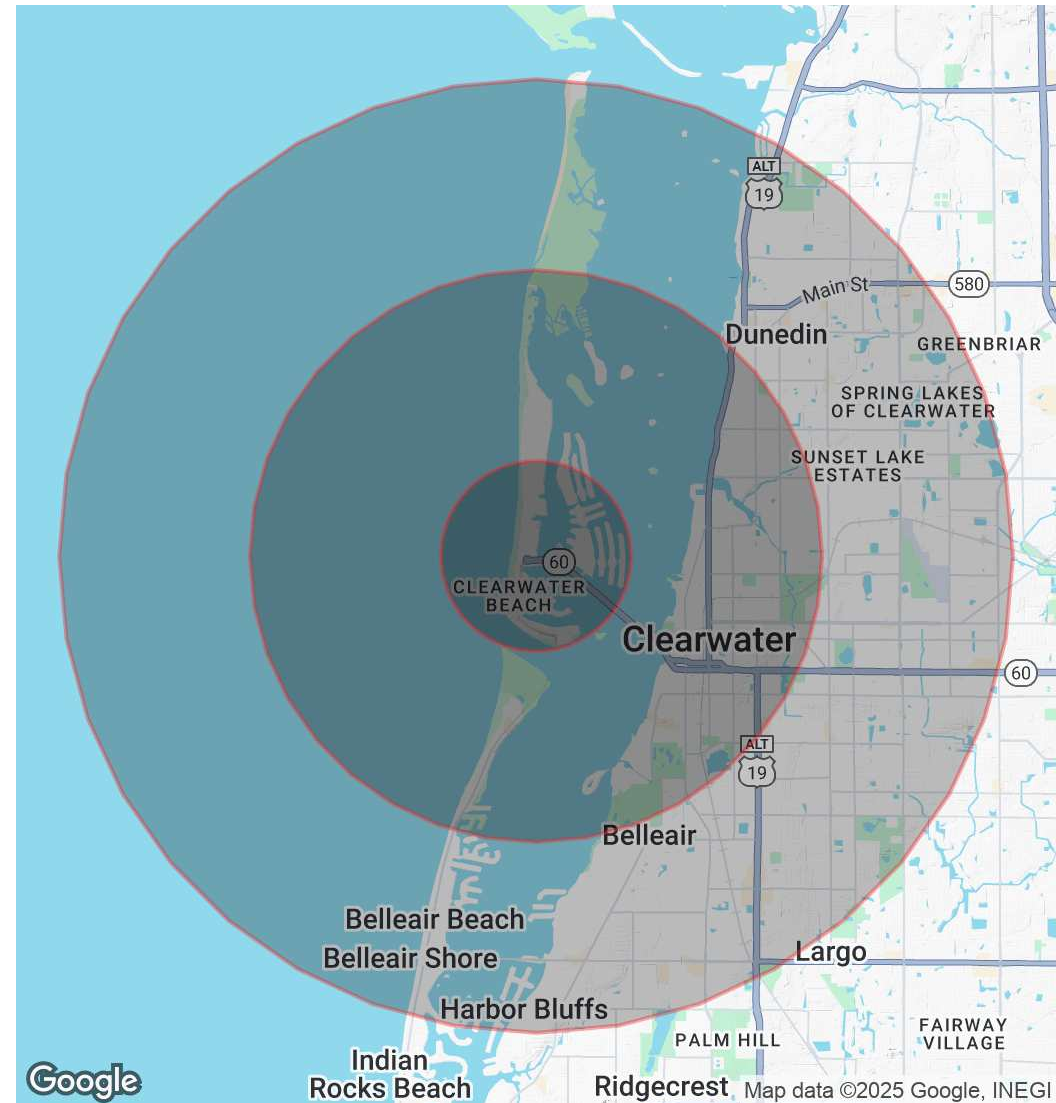 ALT
19
580
Main St
Dunedin
GREENBRIAR
SPRING LAKES
OF CLEARWATER
SUNSET LAKE
ESTATES
60
CLEARWATER
BEACH
Clearwater
60
ALT
19
Belleair
Belleair Beach
Largo
Belleair Shore
Harbor Bluffs
FAIRWAY
VILLAGE
PALM HILL
Indian
Rocks Beach
Ridgecrest
Google
Map data ©2025 Google, INEGI